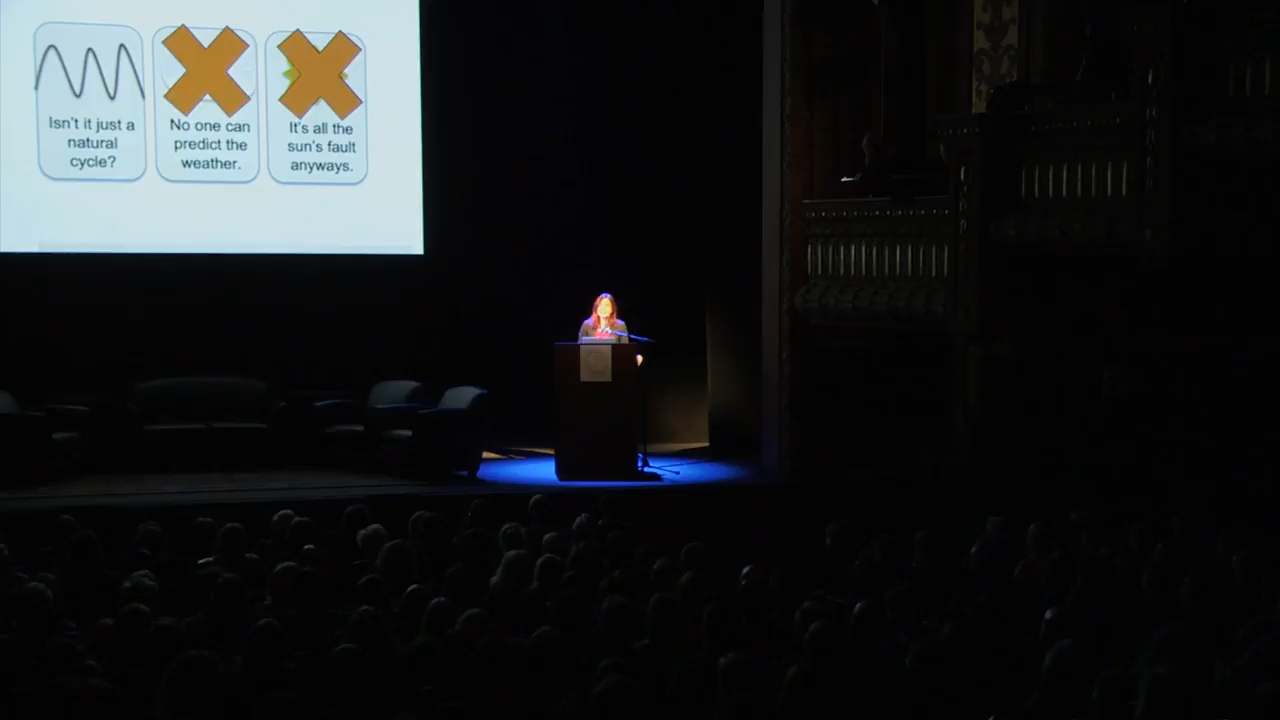 Isn't it just a
natural
cycle?
No one can
predict the
weather.
It's all the
sun's fault
anyways.